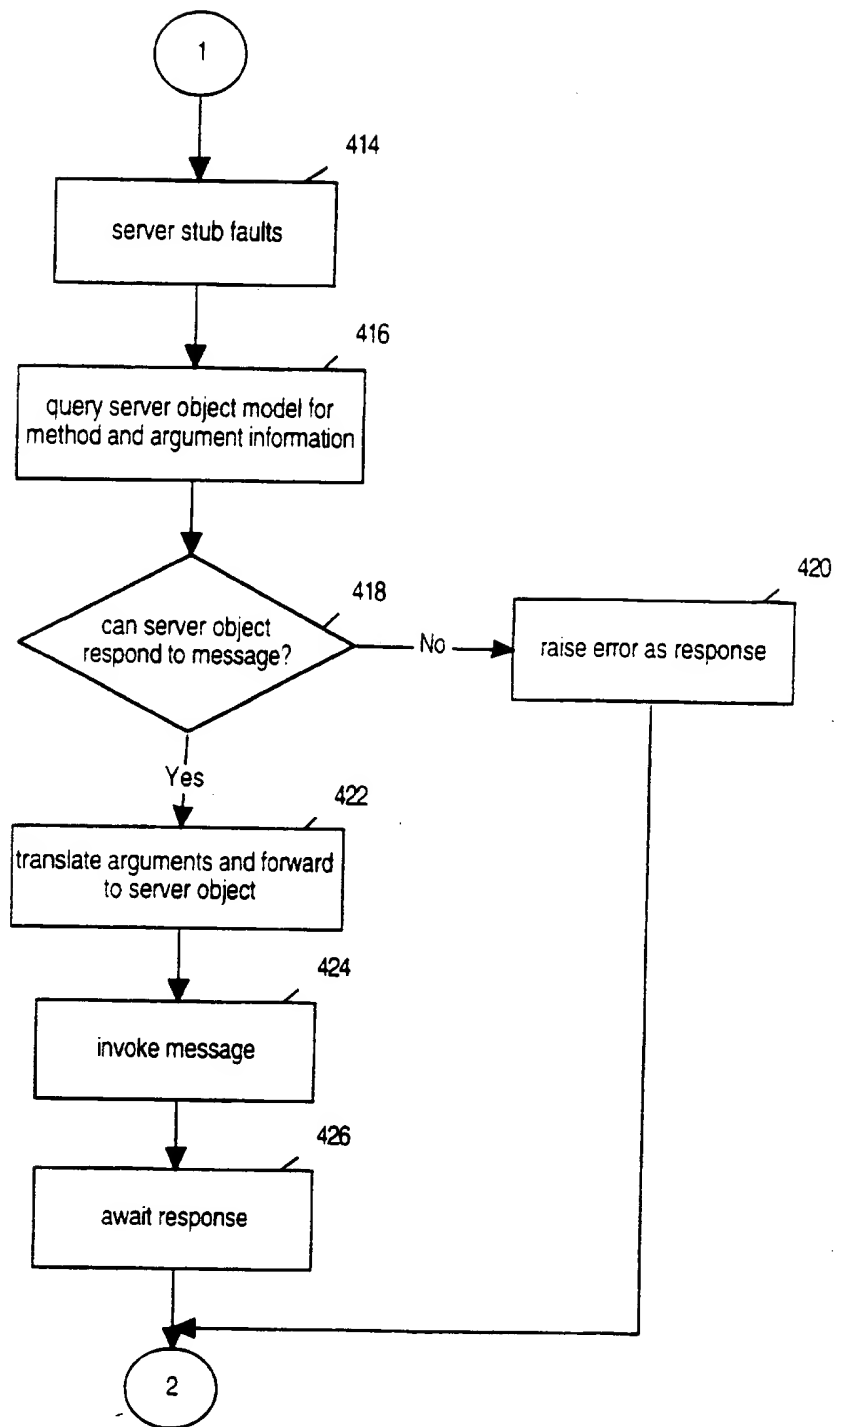 1
414
server stub faults
416
query server object model for
method and argument information
418
can server object
respond to message?
No
420
raise error as response
Yes
422
translate arguments and forward
to server object
424
invoke message
426
await response
2